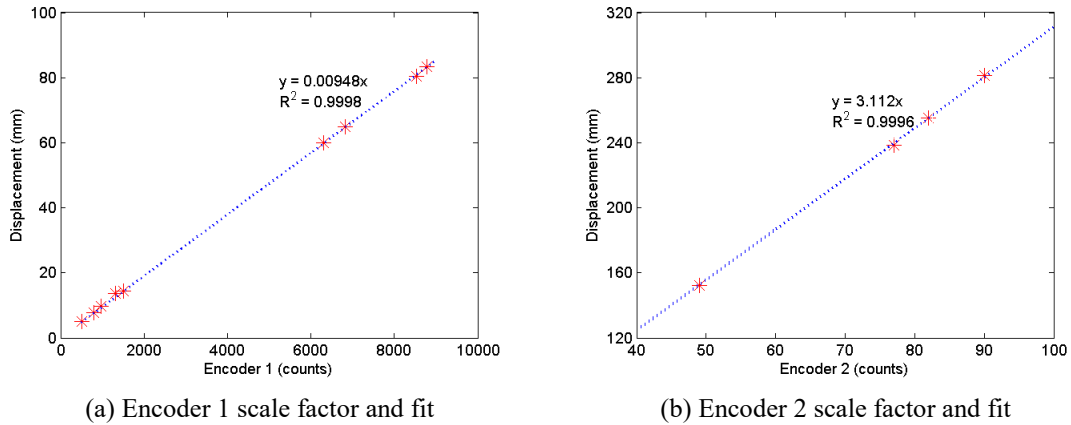 100
80
60
40
20
0
y = 0.00948x
R² = 0.9998
Displacement (mm)
0 2000 4000 6000 8000 10000
Encoder 1 (counts)
(a) Encoder 1 scale factor and fit
320
280
240
200
160
120
y = 3.112x
R² = 0.9996
Displacement (mm)
40 50 60 70 80 90 100
Encoder 2 (counts)
(b) Encoder 2 scale factor and fit